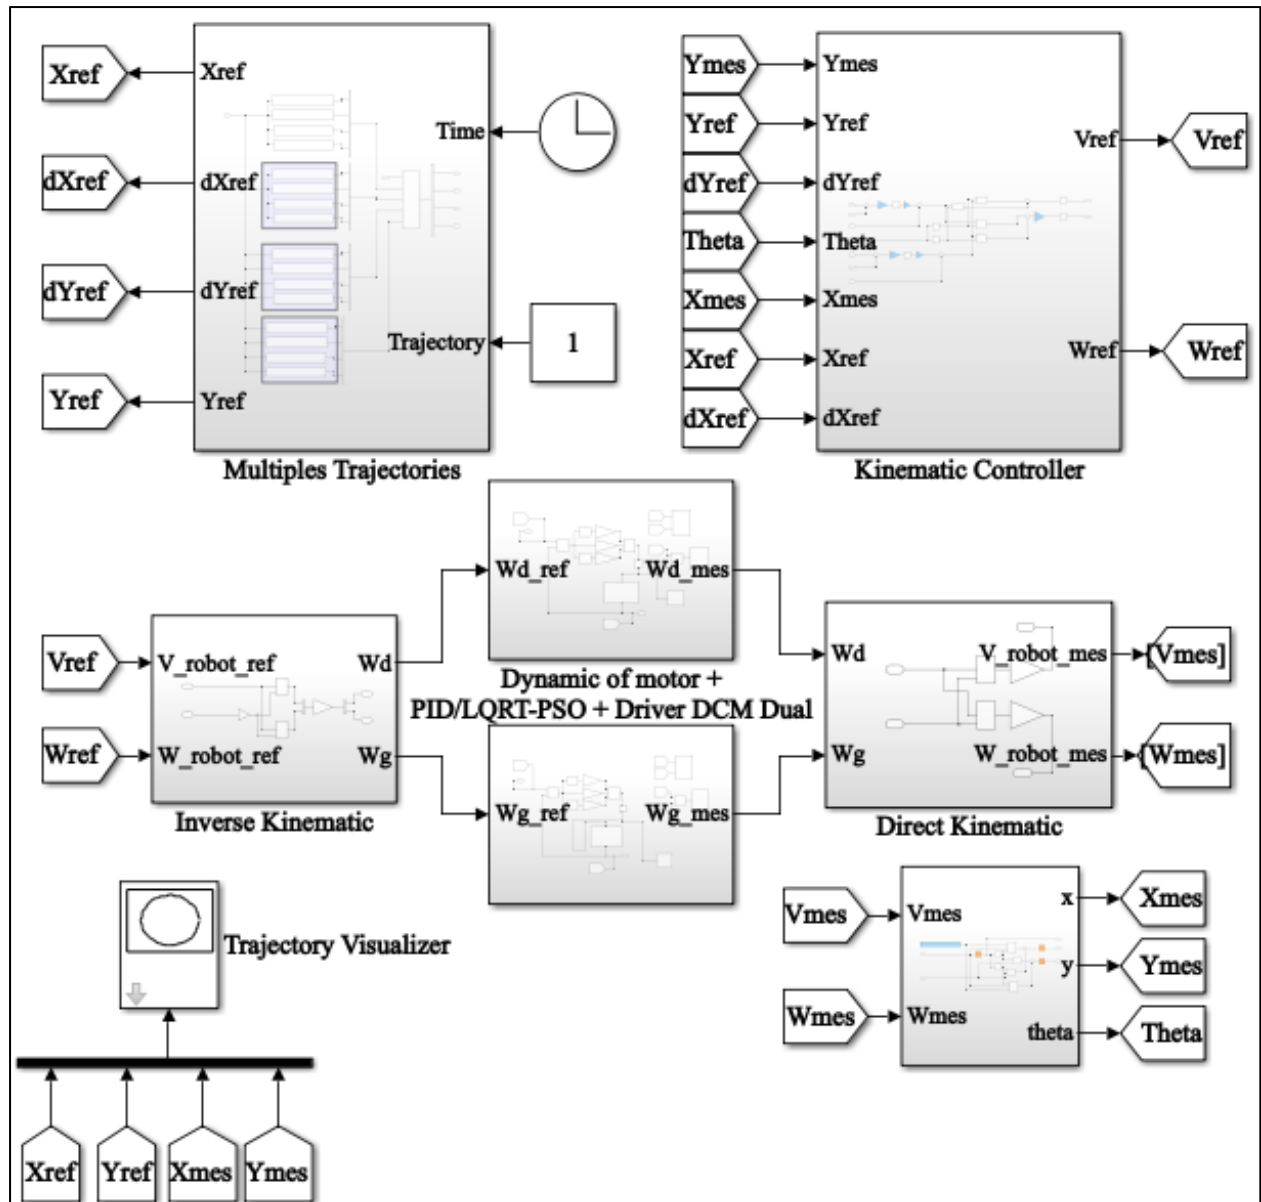 Xref
dXref
dYref
Yref
Xref
dXref
dYref
Yref
Time
Trajectory
1
Multiples Trajectories
Ymes
Yref
dYref
Theta
Xmes
Xref
dXref
Ymes
Yref
dYref
Theta
Xmes
Xref
dXref
Vref
Wref
Vref
Wref
Kinematic Controller
Vref
Wref
V_robot_ref
W_robot_ref
Wd
Wg
Inverse Kinematic
Wd_ref
Wd_mes
Dynamic of motor +
PID/LQRT-PSO + Driver DCM Dual
Wg_ref
Wg_mes
Wd
Wg
V_robot_mes
W_robot_mes
[Vmes]
[Wmes]
Direct Kinematic
Trajectory Visualizer
Xref
Yref
Xmes
Ymes
Vmes
Wmes
Vmes
Wmes
x
y
theta
Xmes
Ymes
Theta